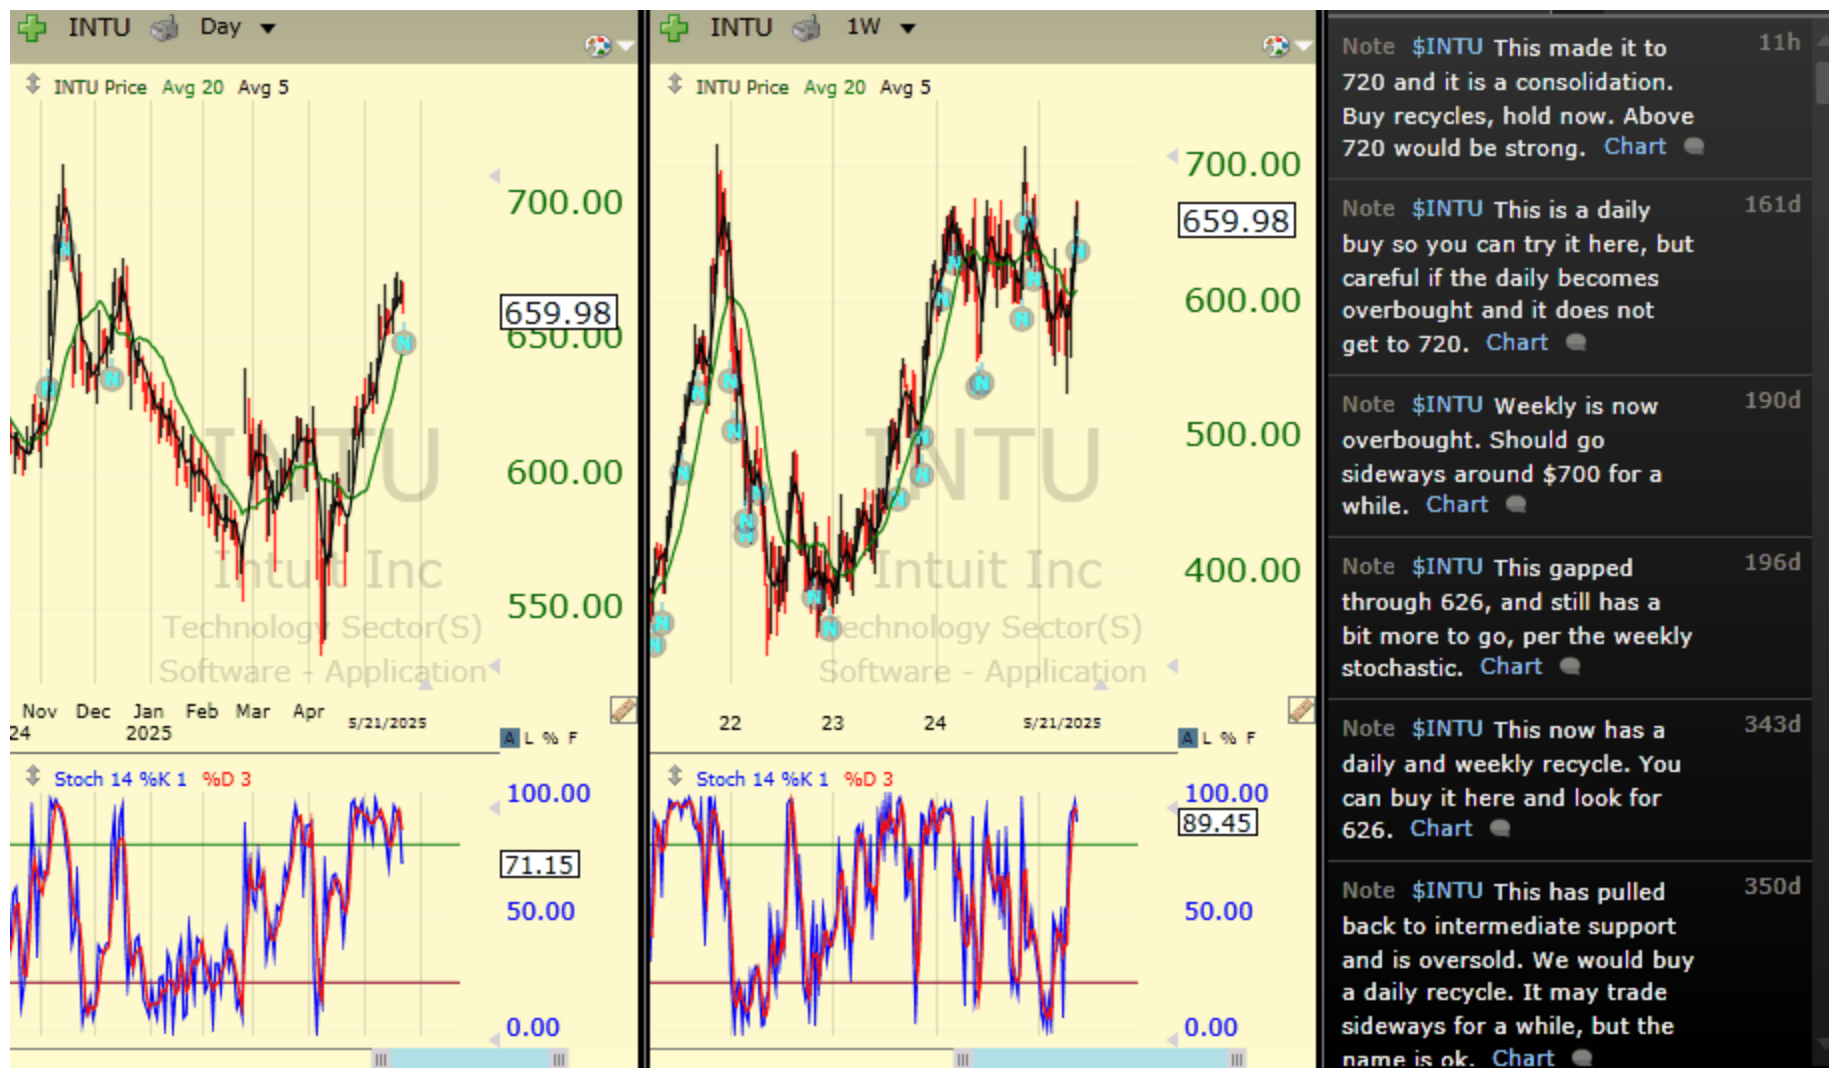 INTU Day
INTU Price Avg 20 Avg 5
700.00
659.98
650.00
600.00
550.00
INTU
Intuit Inc
Technology Sector(S)
Software - Application
Nov Dec Jan Feb Mar Apr 5/21/2025
24 2025
A L % F
Stoch 14 %K 1 %D 3
100.00
71.15
50.00
0.00
INTU 1W
INTU Price Avg 20 Avg 5
700.00
659.98
600.00
500.00
400.00
INTU
Intuit Inc
Technology Sector(S)
Software - Application
22 23 24 5/21/2025
A L % F
Stoch 14 %K 1 %D 3
100.00
89.45
50.00
0.00
Note $INTU This made it to 11h
720 and it is a consolidation.
Buy recycles, hold now. Above
720 would be strong. Chart
Note $INTU This is a daily 161d
buy so you can try it here, but
careful if the daily becomes
overbought and it does not
get to 720. Chart
Note $INTU Weekly is now 190d
overbought. Should go
sideways around $700 for a
while. Chart
Note $INTU This gapped 196d
through 626, and still has a
bit more to go, per the weekly
stochastic. Chart
Note $INTU This now has a 343d
daily and weekly recycle. You
can buy it here and look for
626. Chart
Note $INTU This has pulled 350d
back to intermediate support
and is oversold. We would buy
a daily recycle. It may trade
sideways for a while, but the
name is ok. Chart